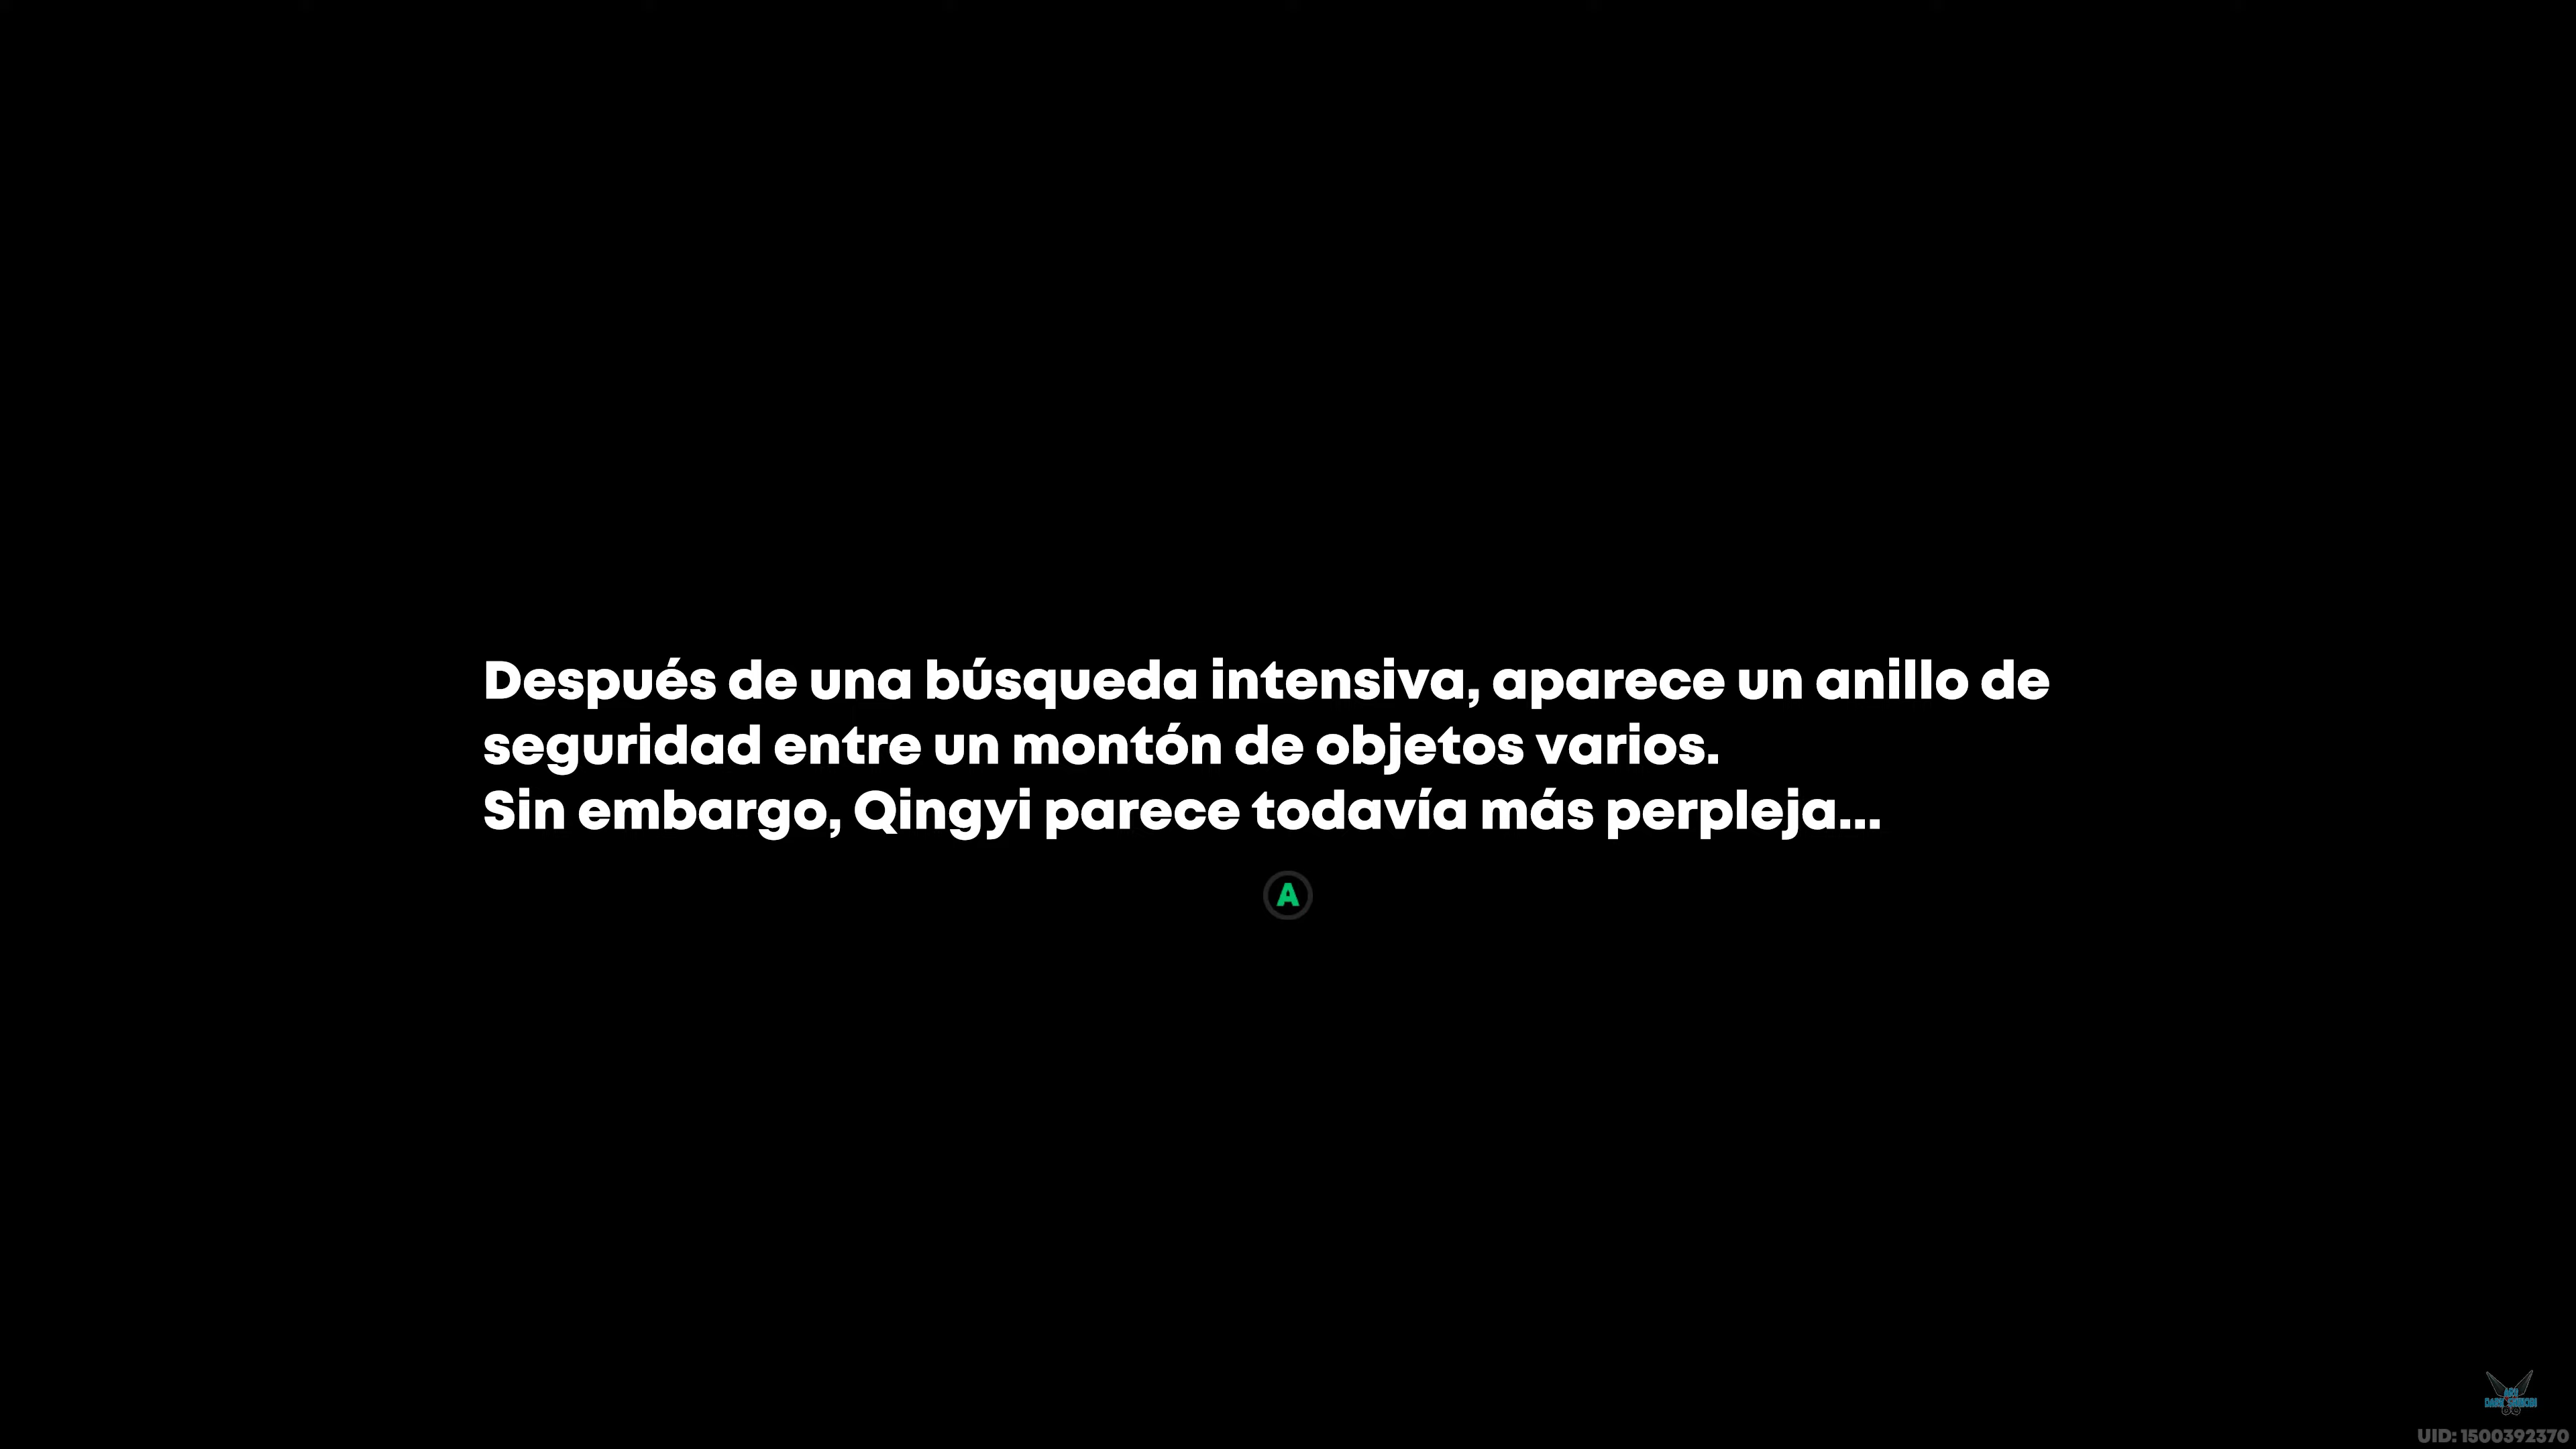 Después de una búsqueda intensiva, aparece un anillo de
seguridad entre un montón de objetos varios.
Sin embargo, Qingyi parece todavía más perpleja...
A
UID: 1500392370